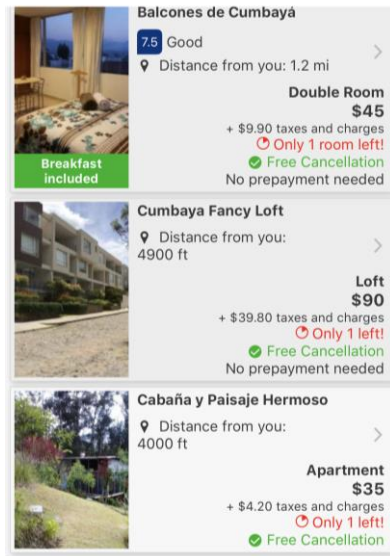 Balcones de Cumbayá
7.5 Good
Distance from you: 1.2 mi
Double Room
$45
+ $9.90 taxes and charges
Only 1 room left!
Free Cancellation
No prepayment needed
Breakfast
included
Cumbaya Fancy Loft
Distance from you:
4900 ft
Loft
$90
+ $39.80 taxes and charges
Only 1 left!
Free Cancellation
No prepayment needed
Cabaña y Paisaje Hermoso
Distance from you:
4000 ft
Apartment
$35
+ $4.20 taxes and charges
Only 1 left!
Free Cancellation